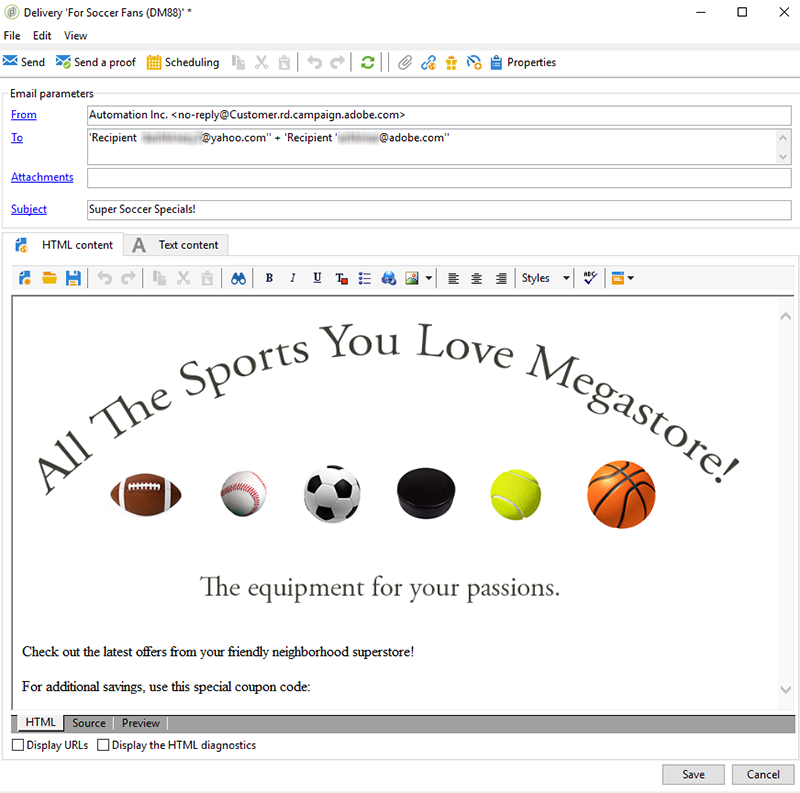 Delivery 'For Soccer Fans (DM88)' *
File Edit View
Send Send a proof Scheduling Properties
Email parameters
From Automation Inc. <no-reply@Customer.rd.campaign.adobe.com>
To 'Recipient @yahoo.com'' + 'Recipient ' @adobe.com''
Attachments
Subject Super Soccer Specials!
HTML content A Text content
B I U T Styles ABC
All The Sports You Love Megastore!
The equipment for your passions.
Check out the latest offers from your friendly neighborhood superstore!
For additional savings, use this special coupon code:
HTML Source Preview
Display URLs Display the HTML diagnostics
Save Cancel